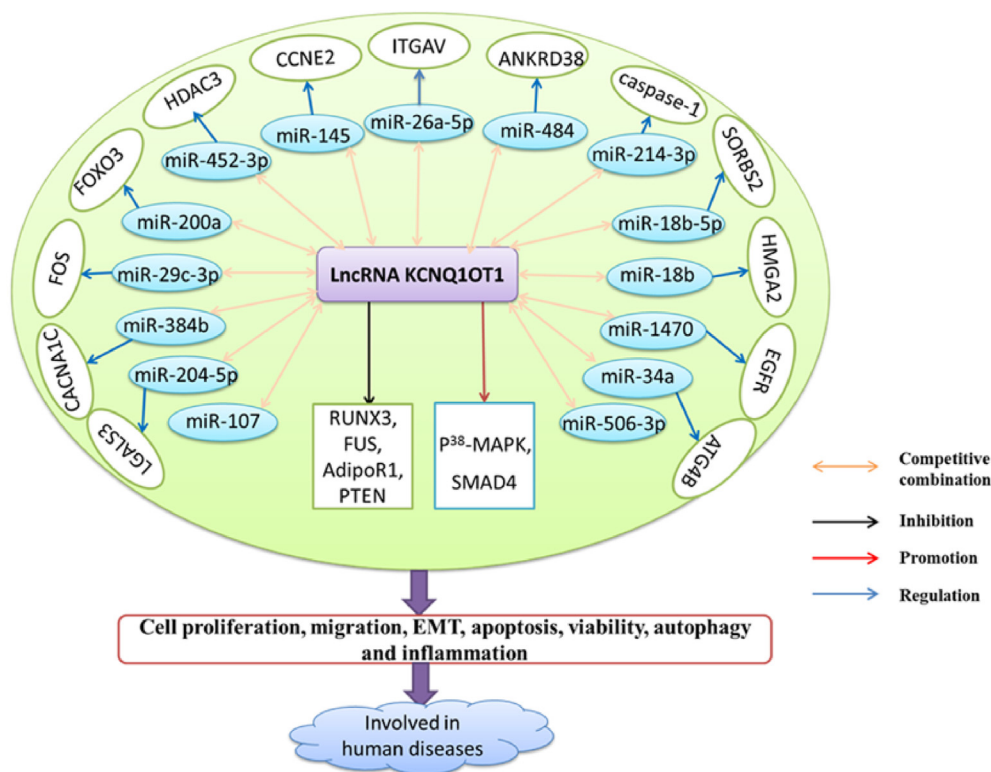 ITGAV
CCNE2
ANKRD38
HDAC3
caspase-1
miR-26a-5p
miR-145
miR-484
SORBS2
miR-452-3p
miR-214-3p
FOXO3
miR-200a
miR-18b-5p
FOS
miR-29c-3p
LncRNA KCNQ1OT1
miR-18b
HMGA2
miR-384b
miR-1470
CACNA1C
miR-204-5p
miR-34a
EGFR
miR-107
miR-506-3p
LGALS3
ATG4B
RUNX3,
FUS,
AdipoR1,
PTEN
P³⁸-MAPK,
SMAD4
Competitive
combination
Inhibition
Promotion
Regulation
Cell proliferation, migration, EMT, apoptosis, viability, autophagy
and inflammation
Involved in
human diseases